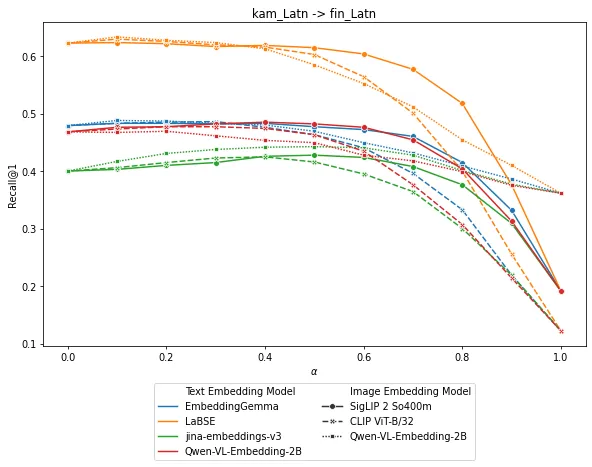 kam_Latn -> fin_Latn
Recall@1
0.6
0.5
0.4
0.3
0.2
0.1
0.0 0.2 0.4 0.6 0.8 1.0
α
Text Embedding Model Image Embedding Model
EmbeddingGemma SigLIP 2 So400m
LaBSE CLIP ViT-B/32
jina-embeddings-v3 Qwen-VL-Embedding-2B
Qwen-VL-Embedding-2B